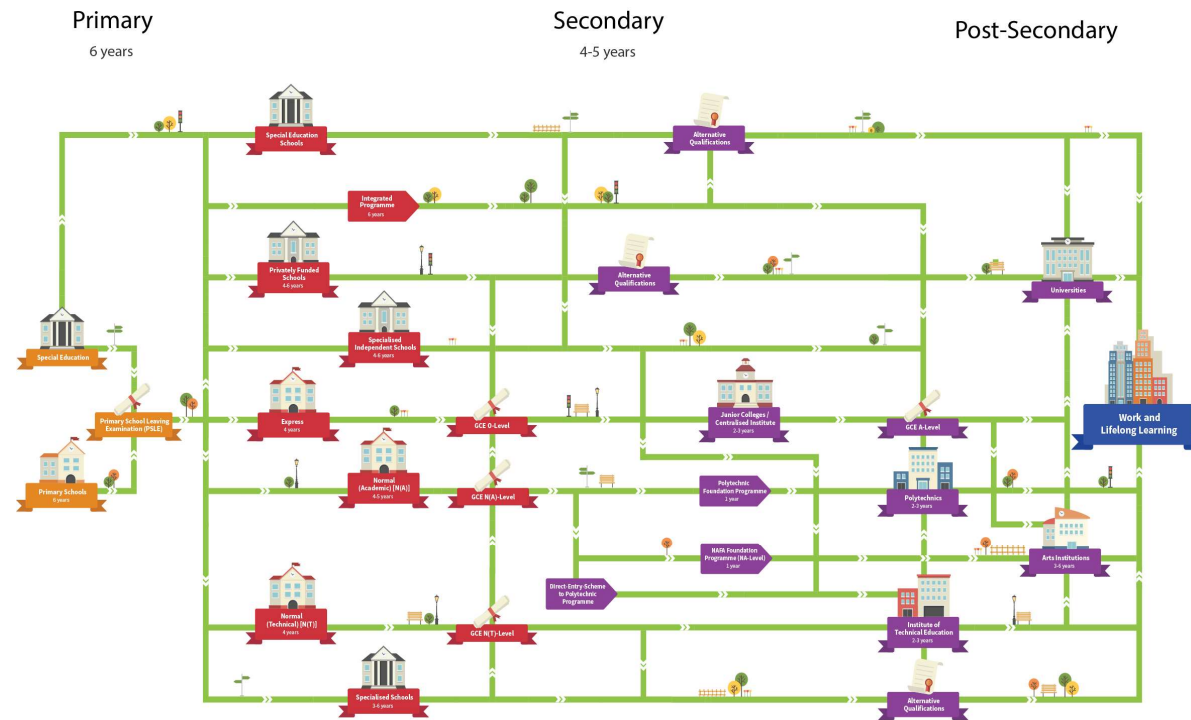 Primary
6 years
Secondary
4-5 years
Post-Secondary
Special Education
Schools
Alternative
Qualifications
Integrated
Programme
6 years
Privately Funded
Schools
4-6 years
Alternative
Qualifications
Universities
Special Education
Specialised
Independent Schools
4-6 years
Primary School Leaving
Examination (PSLE)
Express
4 years
GCE O-Level
Junior Colleges /
Centralised Institute
2-3 years
GCE A-Level
Work and
Lifelong Learning
Primary Schools
6 years
Normal
(Academic) [N(A)]
4-5 years
GCE N(A)-Level
Polytechnic
Foundation Programme
1 year
Polytechnics
2-3 years
NAFA Foundation
Programme (NA-Level)
1 year
Arts Institutions
3-6 years
Direct-Entry-Scheme
to Polytechnic
Programme
Normal
(Technical) [N(T)]
4 years
GCE N(T)-Level
Institute of
Technical Education
2-3 years
Specialised Schools
3-6 years
Alternative
Qualifications